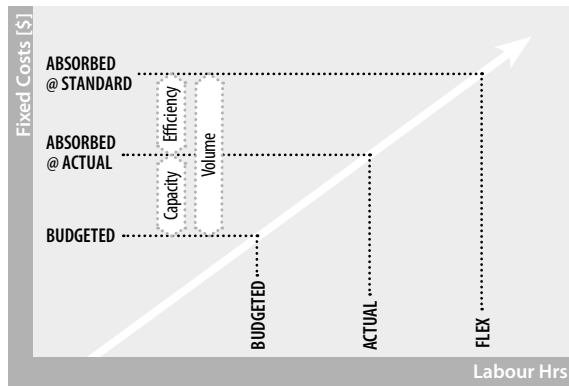 Fixed Costs [$]
ABSORBED
@ STANDARD
Efficiency
Volume
ABSORBED
@ ACTUAL
Capacity
BUDGETED
BUDGETED
ACTUAL
FLEX
Labour Hrs